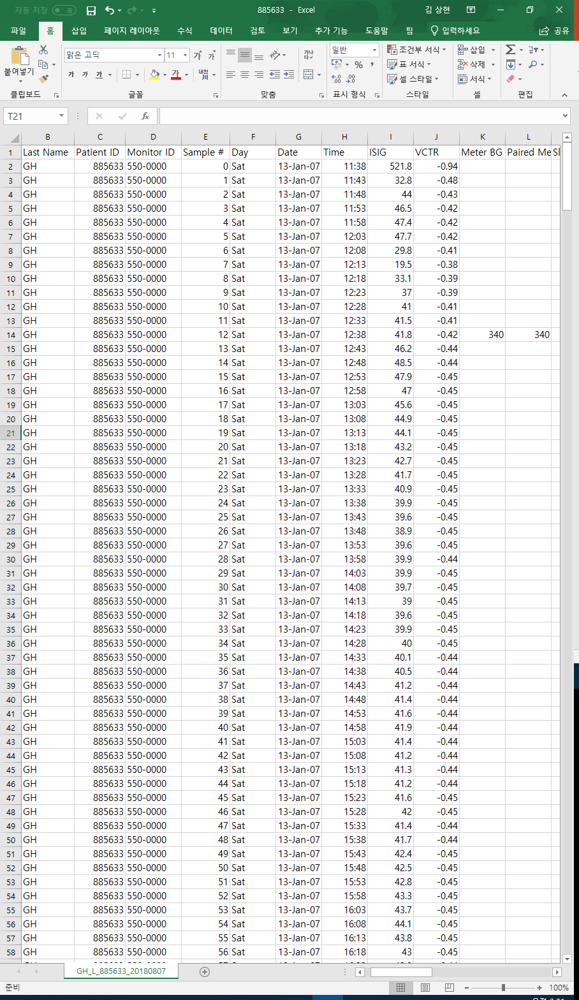 자동 저장 끔 885633 - Excel 김 상현
파일 홈 삽입 페이지 레이아웃 수식 데이터 검토 보기 추가 기능 도움말 팀 입력하세요 공유
붙여넣기 맑은 고딕 11 가 가 가 가 가 내천 가 갸나 일반 % , 조건부 서식 표 서식 셀 스타일 삽입 삭제 서식
클립보드 글꼴 맞춤 표시 형식 스타일 셀 편집
T21 fx
B C D E F G H I J K L
1 Last Name Patient ID Monitor ID Sample # Day Date Time ISIG VCTR Meter BG Paired Me
2 GH 885633 550-0000 0 Sat 13-Jan-07 11:38 521.8 -0.94
3 GH 885633 550-0000 1 Sat 13-Jan-07 11:43 32.8 -0.48
4 GH 885633 550-0000 2 Sat 13-Jan-07 11:48 44 -0.43
5 GH 885633 550-0000 3 Sat 13-Jan-07 11:53 46.5 -0.42
6 GH 885633 550-0000 4 Sat 13-Jan-07 11:58 47.4 -0.42
7 GH 885633 550-0000 5 Sat 13-Jan-07 12:03 47.7 -0.42
8 GH 885633 550-0000 6 Sat 13-Jan-07 12:08 29.8 -0.41
9 GH 885633 550-0000 7 Sat 13-Jan-07 12:13 19.5 -0.38
10 GH 885633 550-0000 8 Sat 13-Jan-07 12:18 33.1 -0.39
11 GH 885633 550-0000 9 Sat 13-Jan-07 12:23 37 -0.39
12 GH 885633 550-0000 10 Sat 13-Jan-07 12:28 41 -0.41
13 GH 885633 550-0000 11 Sat 13-Jan-07 12:33 41.5 -0.41
14 GH 885633 550-0000 12 Sat 13-Jan-07 12:38 41.8 -0.42 340 340
15 GH 885633 550-0000 13 Sat 13-Jan-07 12:43 46.2 -0.44
16 GH 885633 550-0000 14 Sat 13-Jan-07 12:48 48.5 -0.44
17 GH 885633 550-0000 15 Sat 13-Jan-07 12:53 47.9 -0.45
18 GH 885633 550-0000 16 Sat 13-Jan-07 12:58 47 -0.45
19 GH 885633 550-0000 17 Sat 13-Jan-07 13:03 45.6 -0.45
20 GH 885633 550-0000 18 Sat 13-Jan-07 13:08 44.9 -0.45
21 GH 885633 550-0000 19 Sat 13-Jan-07 13:13 44.1 -0.45
22 GH 885633 550-0000 20 Sat 13-Jan-07 13:18 43.2 -0.45
23 GH 885633 550-0000 21 Sat 13-Jan-07 13:23 42.7 -0.45
24 GH 885633 550-0000 22 Sat 13-Jan-07 13:28 41.7 -0.45
25 GH 885633 550-0000 23 Sat 13-Jan-07 13:33 40.9 -0.45
26 GH 885633 550-0000 24 Sat 13-Jan-07 13:38 39.9 -0.45
27 GH 885633 550-0000 25 Sat 13-Jan-07 13:43 39.6 -0.45
28 GH 885633 550-0000 26 Sat 13-Jan-07 13:48 38.9 -0.45
29 GH 885633 550-0000 27 Sat 13-Jan-07 13:53 39.6 -0.45
30 GH 885633 550-0000 28 Sat 13-Jan-07 13:58 39.9 -0.44
31 GH 885633 550-0000 29 Sat 13-Jan-07 14:03 39.9 -0.45
32 GH 885633 550-0000 30 Sat 13-Jan-07 14:08 39.7 -0.45
33 GH 885633 550-0000 31 Sat 13-Jan-07 14:13 39 -0.45
34 GH 885633 550-0000 32 Sat 13-Jan-07 14:18 39.6 -0.45
35 GH 885633 550-0000 33 Sat 13-Jan-07 14:23 39.9 -0.45
36 GH 885633 550-0000 34 Sat 13-Jan-07 14:28 40 -0.45
37 GH 885633 550-0000 35 Sat 13-Jan-07 14:33 40.1 -0.44
38 GH 885633 550-0000 36 Sat 13-Jan-07 14:38 40.5 -0.44
39 GH 885633 550-0000 37 Sat 13-Jan-07 14:43 41.2 -0.44
40 GH 885633 550-0000 38 Sat 13-Jan-07 14:48 41.4 -0.44
41 GH 885633 550-0000 39 Sat 13-Jan-07 14:53 41.6 -0.44
42 GH 885633 550-0000 40 Sat 13-Jan-07 14:58 41.9 -0.44
43 GH 885633 550-0000 41 Sat 13-Jan-07 15:03 41.4 -0.44
44 GH 885633 550-0000 42 Sat 13-Jan-07 15:08 41.2 -0.44
45 GH 885633 550-0000 43 Sat 13-Jan-07 15:13 41.3 -0.44
46 GH 885633 550-0000 44 Sat 13-Jan-07 15:18 41.2 -0.44
47 GH 885633 550-0000 45 Sat 13-Jan-07 15:23 41.6 -0.45
48 GH 885633 550-0000 46 Sat 13-Jan-07 15:28 42 -0.45
49 GH 885633 550-0000 47 Sat 13-Jan-07 15:33 41.4 -0.44
50 GH 885633 550-0000 48 Sat 13-Jan-07 15:38 41.7 -0.44
51 GH 885633 550-0000 49 Sat 13-Jan-07 15:43 42.4 -0.45
52 GH 885633 550-0000 50 Sat 13-Jan-07 15:48 42.5 -0.45
53 GH 885633 550-0000 51 Sat 13-Jan-07 15:53 42.8 -0.45
54 GH 885633 550-0000 52 Sat 13-Jan-07 15:58 43.3 -0.45
55 GH 885633 550-0000 53 Sat 13-Jan-07 16:03 43.7 -0.45
56 GH 885633 550-0000 54 Sat 13-Jan-07 16:08 44.1 -0.45
57 GH 885633 550-0000 55 Sat 13-Jan-07 16:13 43.8 -0.45
58 GH 885633 550-0000 56 Sat 13-Jan-07 16:18 43 -0.45
GH_L_885633_20180807
준비 100%